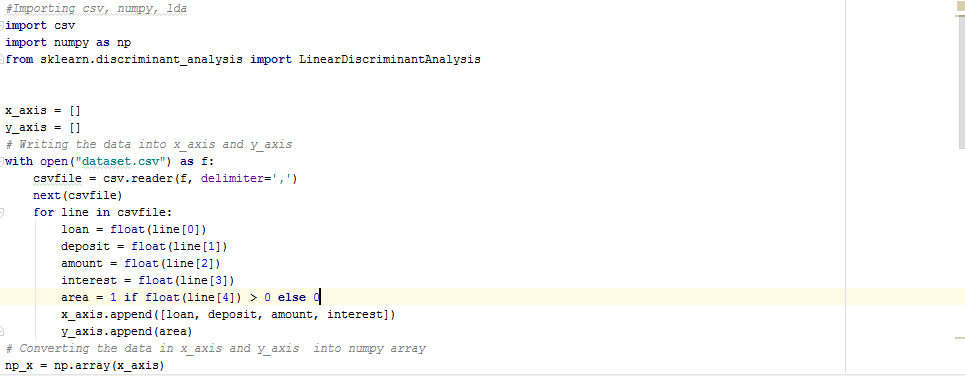 #Importing csv, numpy, lda
import csv
import numpy as np
from sklearn.discriminant_analysis import LinearDiscriminantAnalysis
x_axis = []
y_axis = []
# Writing the data into x_axis and y_axis
with open("dataset.csv") as f:
    csvfile = csv.reader(f, delimiter=',')
    next(csvfile)
    for line in csvfile:
        loan = float(line[0])
        deposit = float(line[1])
        amount = float(line[2])
        interest = float(line[3])
        area = 1 if float(line[4]) > 0 else 0
        x_axis.append([loan, deposit, amount, interest])
        y_axis.append(area)
# Converting the data in x_axis and y_axis  into numpy array
np_x = np.array(x_axis)